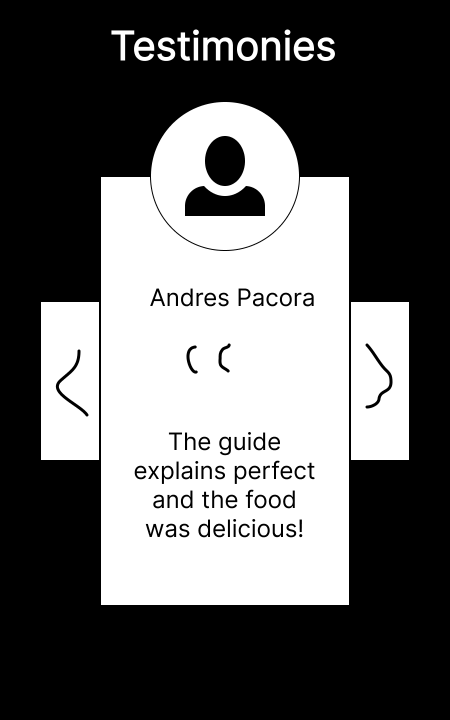 Testimonies
Andres Pacora
The guide
explains perfect
and the food
was delicious!